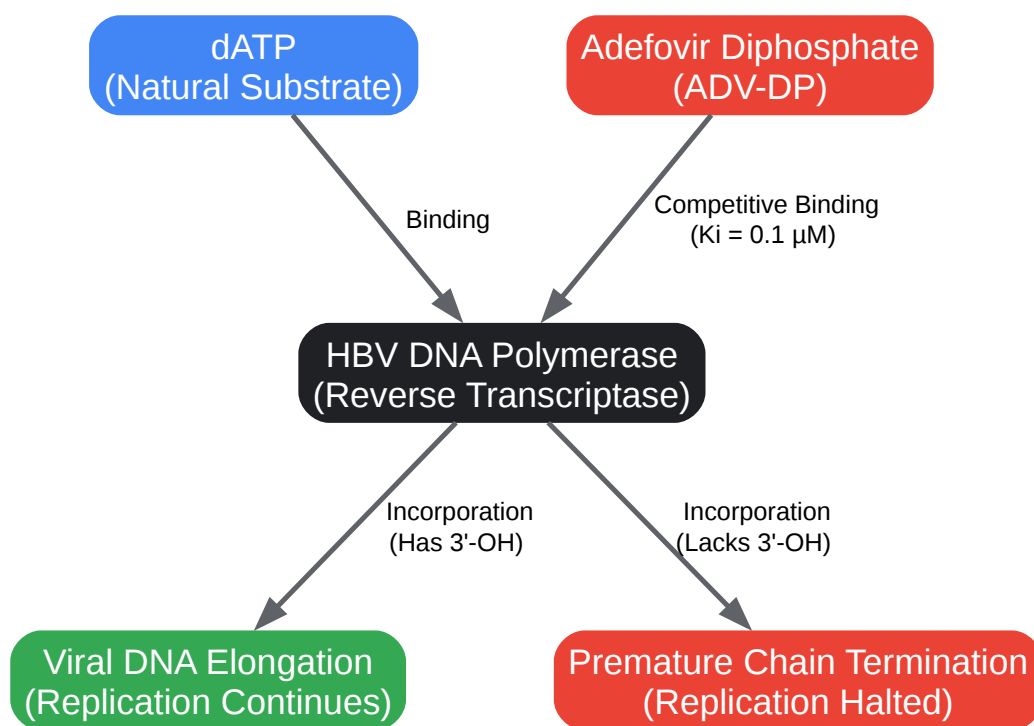 dATP
(Natural Substrate)
Adefovir Diphosphate
(ADV-DP)
Binding
Competitive Binding
(Ki = 0.1 µM)
HBV DNA Polymerase
(Reverse Transcriptase)
Incorporation
(Has 3'-OH)
Incorporation
(Lacks 3'-OH)
Viral DNA Elongation
(Replication Continues)
Premature Chain Termination
(Replication Halted)